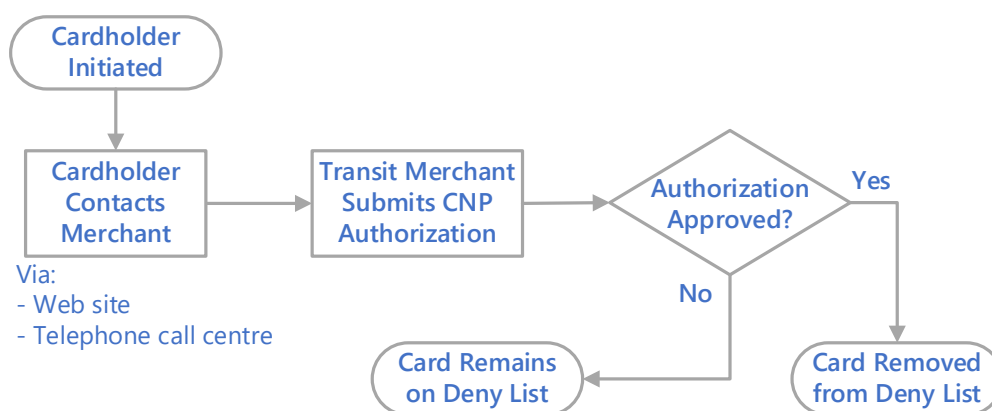 Cardholder
Initiated
Cardholder
Contacts
Merchant
Via:
- Web site
- Telephone call centre
Transit Merchant
Submits CNP
Authorization
Authorization
Approved?
Yes
No
Card Remains
on Deny List
Card Removed
from Deny List